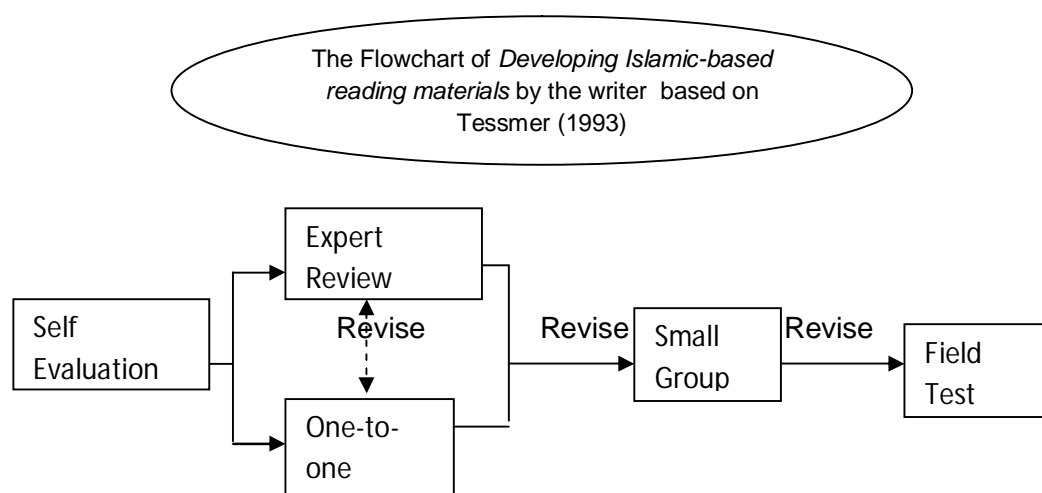 The Flowchart of Developing Islamic-based
reading materials by the writer based on
Tessmer (1993)
Expert
Review
Self
Evaluation
Revise
Revise
Small
Group
Revise
Field
Test
One-to-
one